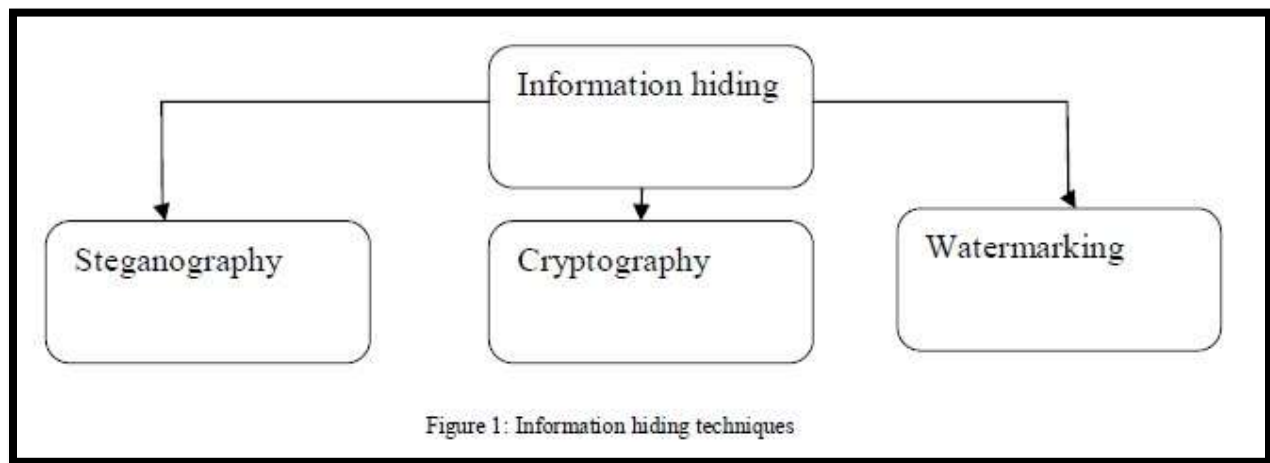 Information hiding
Steganography
Cryptography
Watermarking
Figure 1: Information hiding techniques